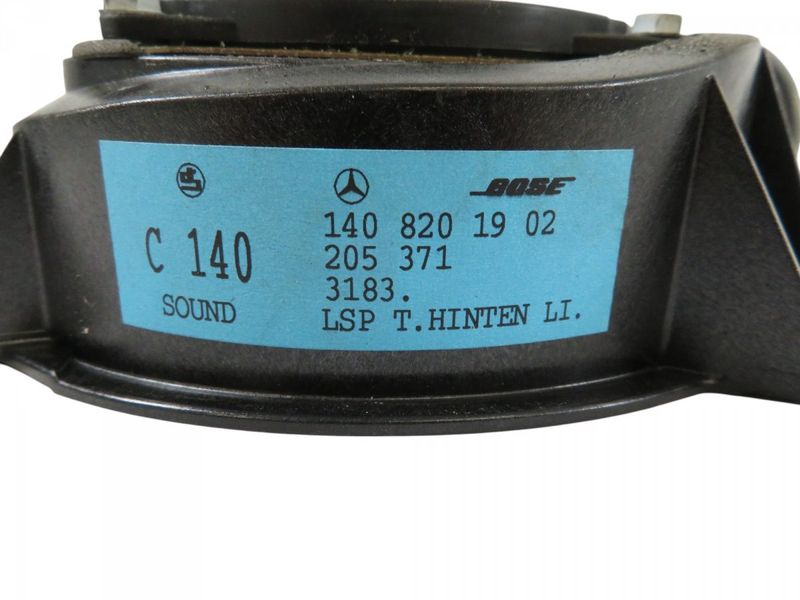 BOSE
140 820 19 02
205 371
3183.
LSP T.HINTEN LI.
C 140
SOUND